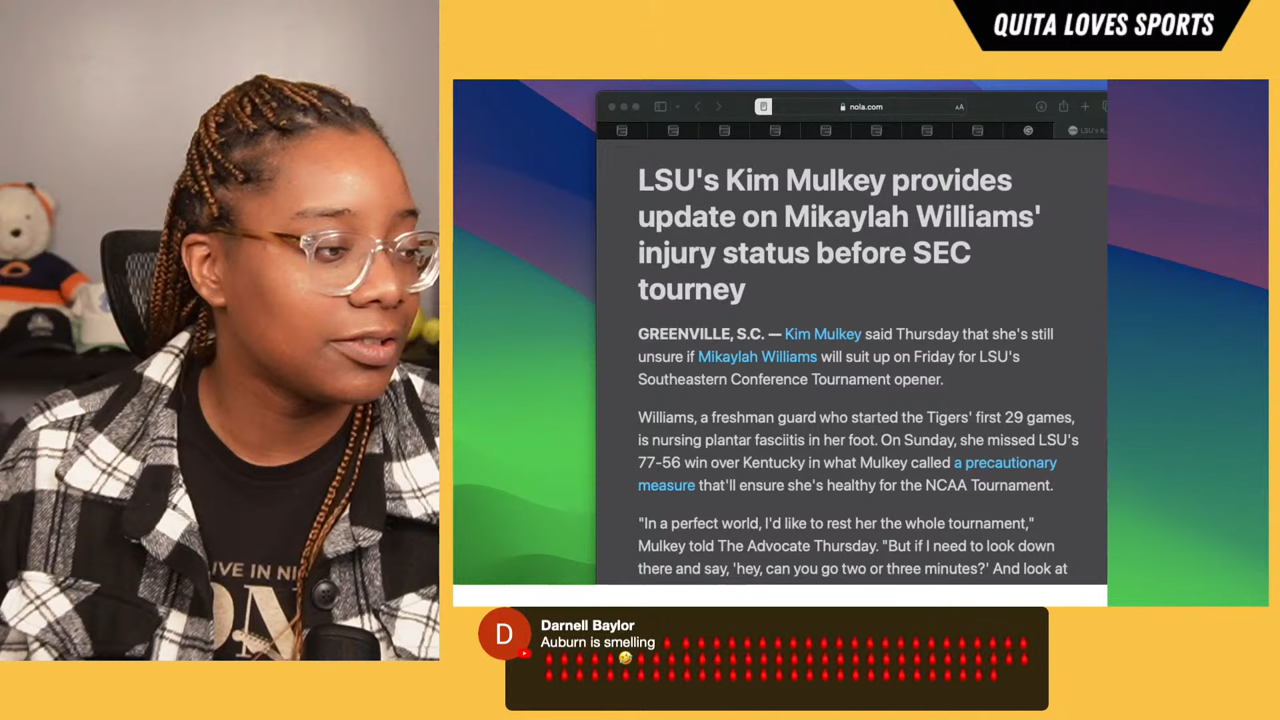 QUITA LOVES SPORTS
nola.com
LSU's Kim Mulkey provides
update on Mikaylah Williams'
injury status before SEC
tourney
GREENVILLE, S.C. — Kim Mulkey said Thursday that she's still
unsure if Mikaylah Williams will suit up on Friday for LSU's
Southeastern Conference Tournament opener.
Williams, a freshman guard who started the Tigers' first 29 games,
is nursing plantar fasciitis in her foot. On Sunday, she missed LSU's
77-56 win over Kentucky in what Mulkey called a precautionary
measure that'll ensure she's healthy for the NCAA Tournament.
"In a perfect world, I'd like to rest her the whole tournament,"
Mulkey told The Advocate Thursday. "But if I need to look down
there and say, 'hey, can you go two or three minutes?' And look at
D
Darnell Baylor
Auburn is smelling